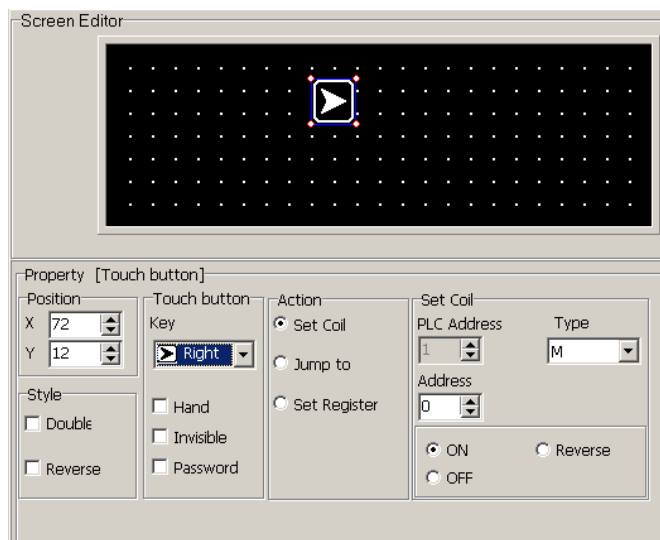 Screen Editor
Property [Touch button]
Position
X 72
Y 12
Style
Double
Reverse
Touch button
Key
Right
Hand
Invisible
Password
Action
Set Coil
Jump to
Set Register
Set Coil
PLC Address
1
Type
M
Address
0
ON
Reverse
OFF